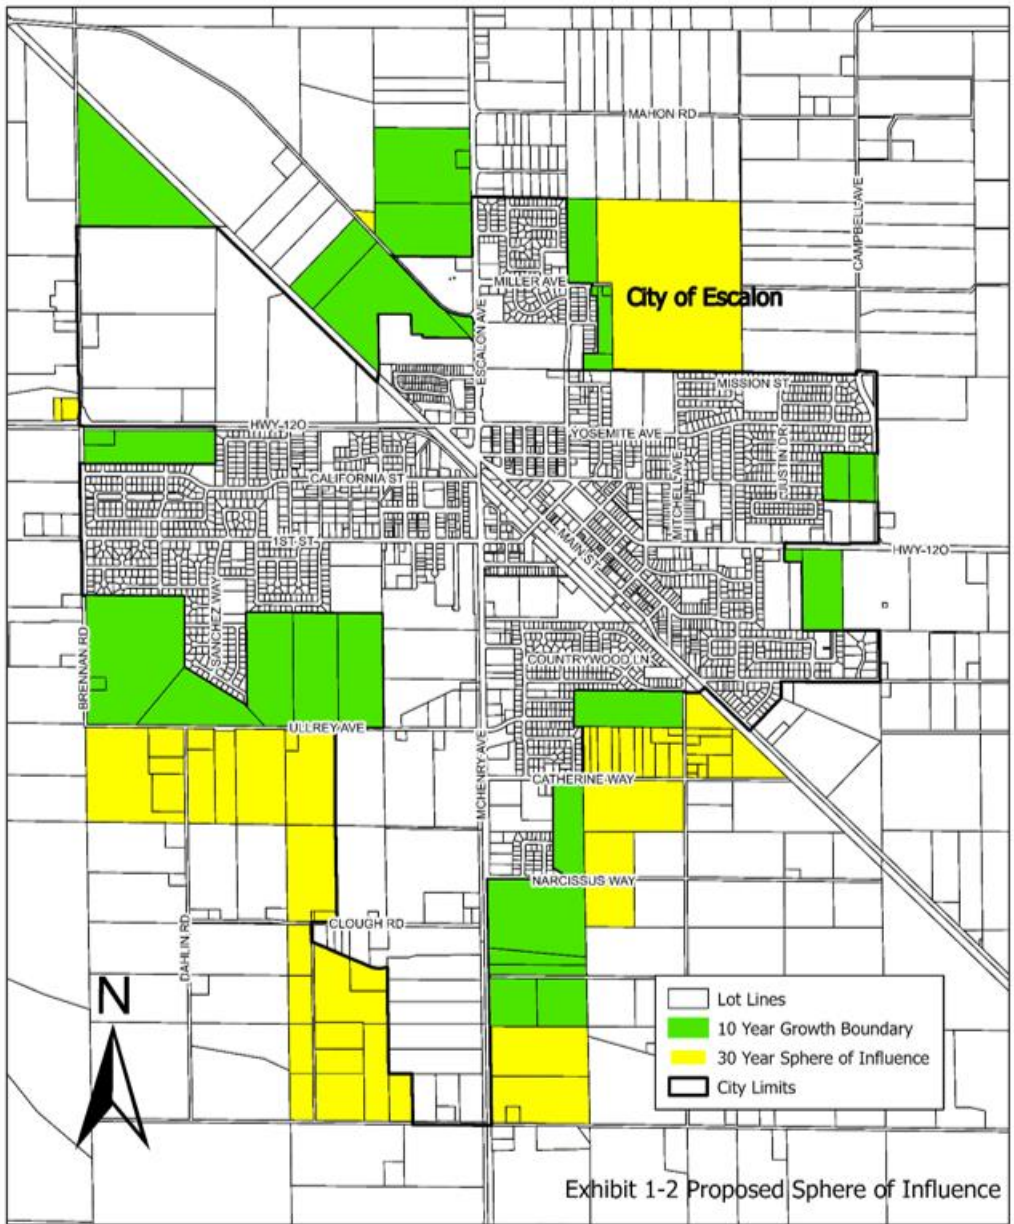 MAHON RD
CAMPBELL AVE
MILLER AVE
City of Escalon
ESCALON AVE
MISSION ST
HWY-120
YOSEMITE AVE
CALIFORNIA ST
MITCHELL AVE
JUSTIN DR
1ST ST
MAIN ST
HWY-120
SANCHEZ WAY
BRENNAN RD
COUNTRYWOOD LN
ULLREY AVE
MCHENRY AVE
CATHERINE WAY
NARCISSUS WAY
CLOUGH RD
DAHLIN RD
N
Lot Lines
10 Year Growth Boundary
30 Year Sphere of Influence
City Limits
Exhibit 1-2 Proposed Sphere of Influence